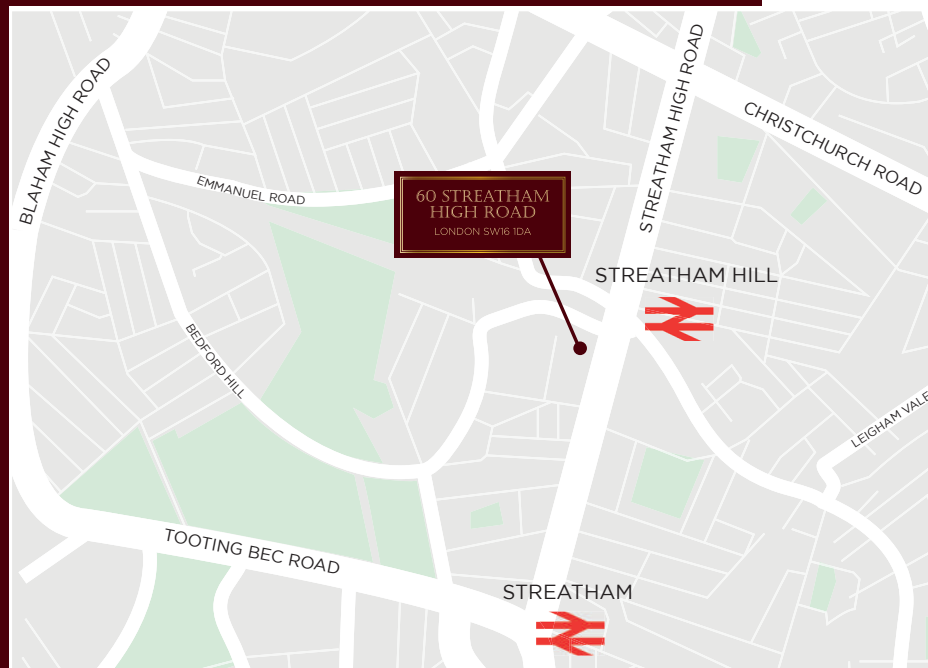 BLAHAM HIGH ROAD
STREATHAM HIGH ROAD
CHRISTCHURCH ROAD
EMMANUEL ROAD
60 STREATHAM
HIGH ROAD
LONDON SW16 1DA
STREATHAM HILL
BEDFORD HILL
LEIGHAM VALE
TOOTING BEC ROAD
STREATHAM